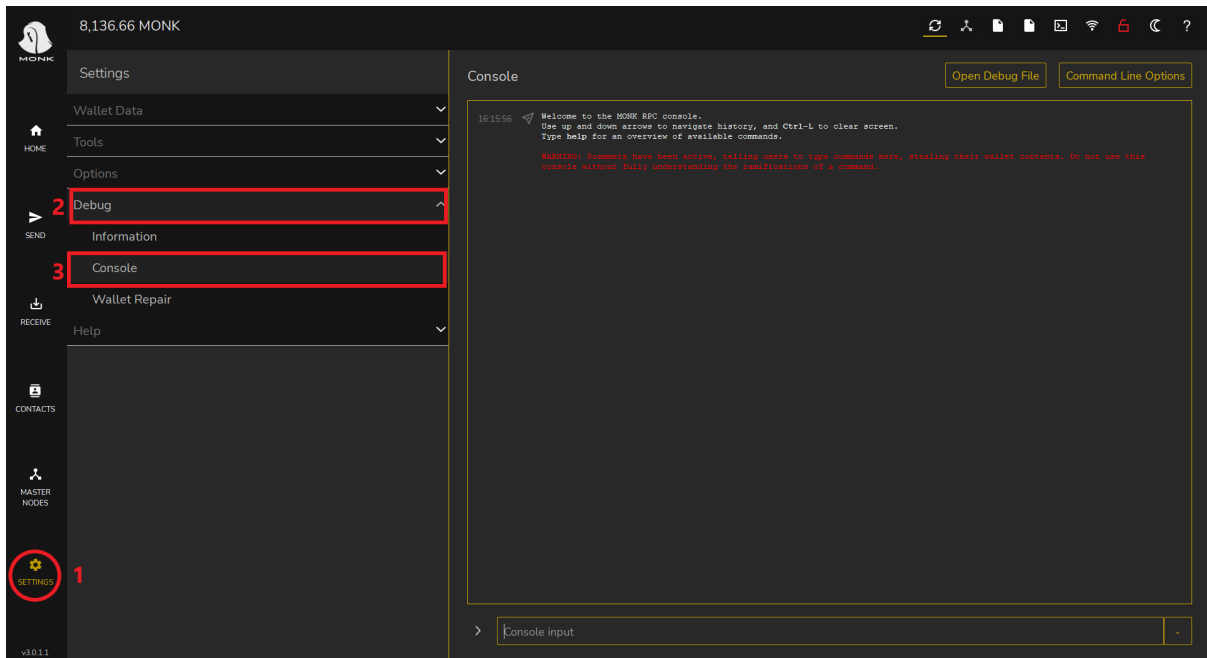 MONK
8,136.66 MONK
?
Settings
Wallet Data
Tools
Options
2
Debug
Information
3
Console
Wallet Repair
Help
HOME
SEND
RECEIVE
CONTACTS
MASTER
NODES
SETTINGS
1
v3.0.1.1
Console
Open Debug File
Command Line Options
16:15:56
Welcome to the MONK RPC console.
Use up and down arrows to navigate history, and Ctrl-L to clear screen.
Type help for an overview of available commands.
WARNING: Scammers have been active, telling users to type commands here, stealing their wallet contents. Do not use this
console without fully understanding the ramifications of a command.
Console input